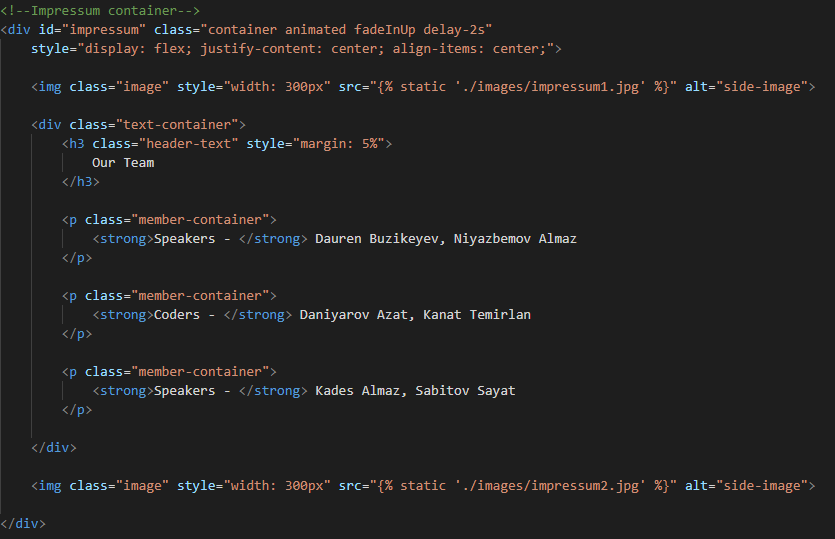 <!--Impressum container-->
<div id="impressum" class="container animated fadeInUp delay-2s"
style="display: flex; justify-content: center; align-items: center;">
<img class="image" style="width: 300px" src="{% static './images/impressum1.jpg' %}" alt="side-image">
<div class="text-container">
<h3 class="header-text" style="margin: 5%">
Our Team
</h3>
<p class="member-container">
<strong>Speakers - </strong> Dauren Buzikeyev, Niyazbemov Almaz
</p>
<p class="member-container">
<strong>Coders - </strong> Daniyarov Azat, Kanat Temirlan
</p>
<p class="member-container">
<strong>Speakers - </strong> Kades Almaz, Sabitov Sayat
</p>
</div>
<img class="image" style="width: 300px" src="{% static './images/impressum2.jpg' %}" alt="side-image">
</div>